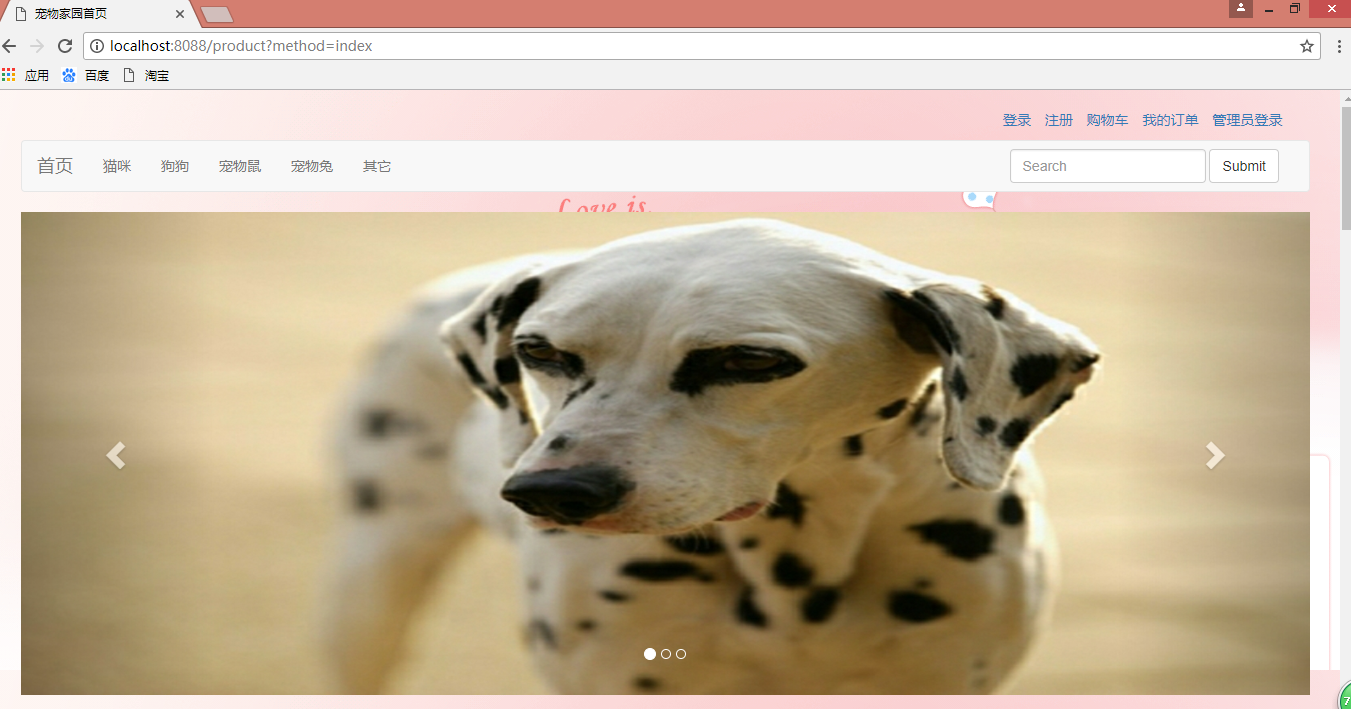 宠物家园首页
localhost:8088/product?method=index
应用 百度 淘宝
登录 注册 购物车 我的订单 管理员登录
首页 猫咪 狗狗 宠物鼠 宠物兔 其它 Search Submit
Love is.
7